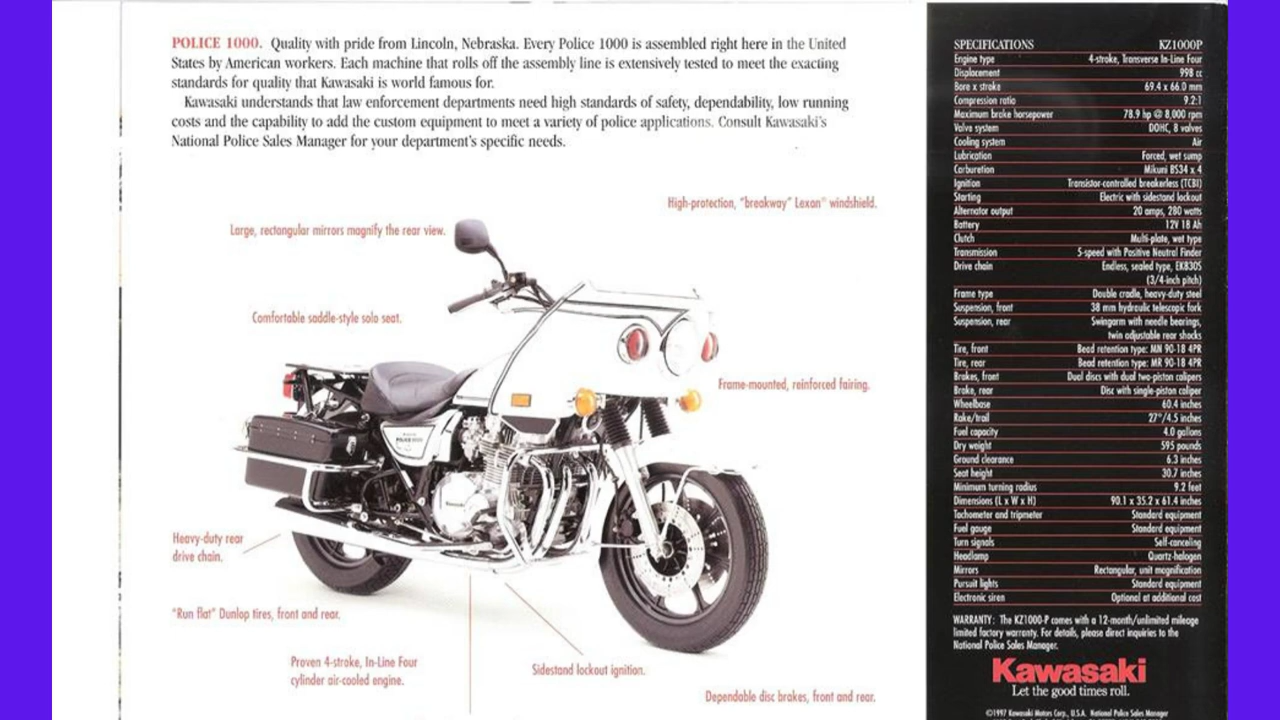 POLICE 1000. Quality with pride from Lincoln, Nebraska. Every Police 1000 is assembled right here in the United
States by American workers. Each machine that rolls off the assembly line is extensively tested to meet the exacting
standards for quality that Kawasaki is world famous for.
Kawasaki understands that law enforcement departments need high standards of safety, dependability, low running
costs and the capability to add the custom equipment to meet a variety of police applications. Consult Kawasaki's
National Police Sales Manager for your department's specific needs.
High-protection, "breakway" Lexan® windshield.
Large, rectangular mirrors magnify the rear view.
Comfortable saddle-style solo seat.
Frame-mounted, reinforced fairing.
Heavy-duty rear
drive chain.
"Run flat" Dunlop tires, front and rear.
Proven 4-stroke, In-Line Four
cylinder air-cooled engine.
Sidestand lockout ignition.
Dependable disc brakes, front and rear.
POLICE 1000
SPECIFICATIONS KZ1000P
Engine type 4-stroke, Transverse In-Line Four
Displacement 998 cc
Bore x stroke 69.4 x 66.0 mm
Compression ratio 9.2:1
Maximum brake horsepower 78.9 hp @ 8,000 rpm
Valve system DOHC, 8 valves
Cooling system Air
Lubrication Forced, wet sump
Carburetion Mikuni BS34 x 4
Ignition Transistor-controlled breakerless (TCBI)
Starting Electric with sidestand lockout
Alternator output 20 amps, 280 watts
Battery 12V 18 Ah
Clutch Multi-plate, wet type
Transmission 5-speed with Positive Neutral Finder
Drive chain Endless, sealed type, EK630S
(3/4-inch pitch)
Frame type Double cradle, heavy-duty steel
Suspension, front 38 mm hydraulic telescopic fork
Suspension, rear Swingarm with needle bearings,
twin adjustable rear shocks
Tire, front Bead retention type: MN 90-18 4PR
Tire, rear Bead retention type: MR 90-18 4PR
Brakes, front Dual discs with dual two-piston calipers
Brake, rear Disc with single-piston caliper
Wheelbase 60.4 inches
Rake/trail 27°/4.5 inches
Fuel capacity 4.0 gallons
Dry weight 595 pounds
Ground clearance 6.3 inches
Seat height 30.7 inches
Minimum turning radius 9.2 feet
Dimensions (L x W x H) 90.1 x 35.2 x 61.4 inches
Tachometer and tripmeter Standard equipment
Fuel gauge Standard equipment
Turn signals Self-canceling
Headlamp Quartz-halogen
Mirrors Rectangular, unit magnification
Pursuit lights Standard equipment
Electronic siren Optional at additional cost
WARRANTY: The KZ1000-P comes with a 12-month/unlimited mileage
limited factory warranty. For details, please direct inquiries to the
National Police Sales Manager.
Kawasaki
Let the good times roll.
©1997 Kawasaki Motors Corp., U.S.A. National Police Sales Manager